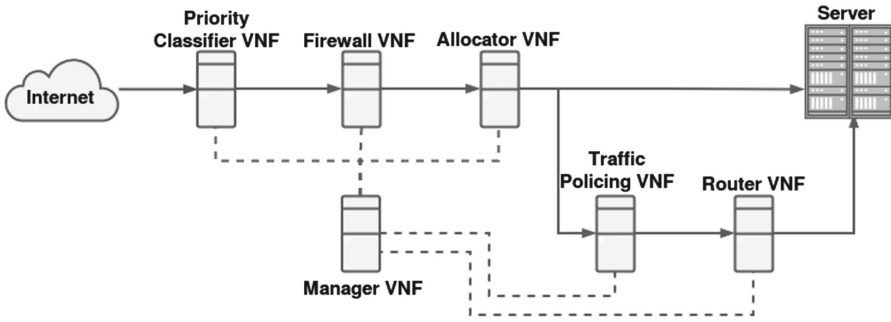 Server
Priority
Classifier VNF
Firewall VNF
Allocator VNF
Internet
Traffic
Policing VNF
Router VNF
Manager VNF